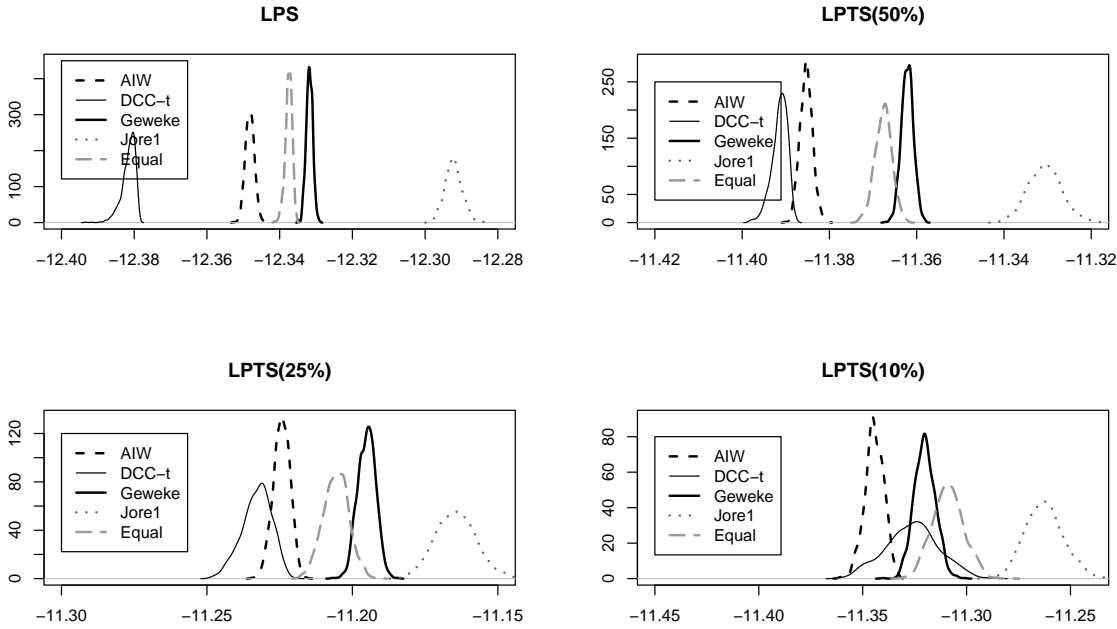 LPS
AIW
DCC−t
Geweke
Jore1
Equal
0 100 300
−12.40 −12.38 −12.36 −12.34 −12.32 −12.30 −12.28
LPTS(50%)
AIW
DCC−t
Geweke
Jore1
Equal
0 50 150 250
−11.42 −11.40 −11.38 −11.36 −11.34 −11.32
LPTS(25%)
AIW
DCC−t
Geweke
Jore1
Equal
0 40 80 120
−11.30 −11.25 −11.20 −11.15
LPTS(10%)
AIW
DCC−t
Geweke
Jore1
Equal
0 20 40 60 80
−11.45 −11.40 −11.35 −11.30 −11.25